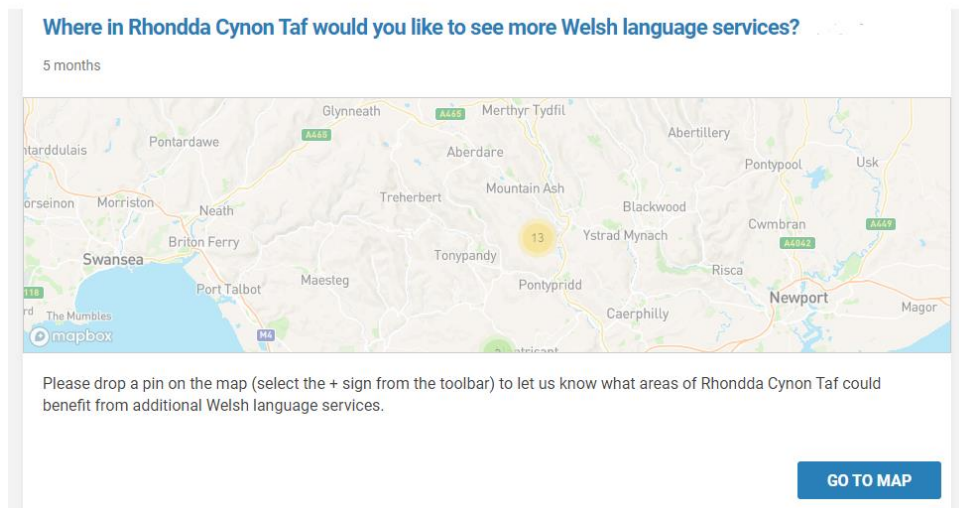 Where in Rhondda Cynon Taf would you like to see more Welsh language services?
5 months
Glynneath
A465
Merthyr Tydfil
A465
Abertillery
Pontardawe
ntarddulais
Aberdare
Pontypool
Usk
Mountain Ash
Treherbert
orseinon
Morriston
Neath
Blackwood
Cwmbran
A449
13
Ystrad Mynach
Briton Ferry
A4042
Tonypandy
Swansea
Risca
Maesteg
Port Talbot
Pontypridd
118
Newport
Caerphilly
Magor
rd
The Mumbles
M4
mapbox
Please drop a pin on the map (select the + sign from the toolbar) to let us know what areas of Rhondda Cynon Taf could
benefit from additional Welsh language services.
GO TO MAP